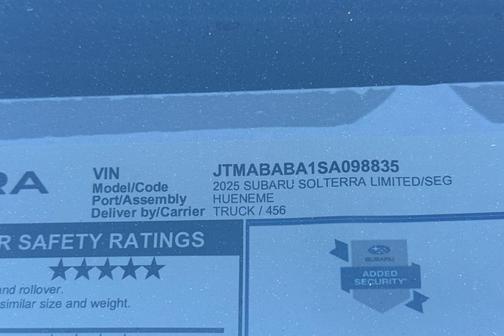 RA
VIN JTMABABA1SA098835
Model/Code 2025 SUBARU SOLTERRA LIMITED/SEG
Port/Assembly HUENEME
Deliver by/Carrier TRUCK / 456
R SAFETY RATINGS
and rollover.
similar size and weight.
SUBARU
ADDED
SECURITY